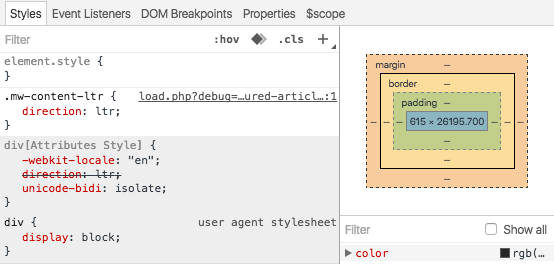 Styles Event Listeners DOM Breakpoints Properties $scope
Filter :hov .cls +
element.style {
}
.mw-content-ltr { load.php?debug=…ured-articl…:1
direction: ltr;
}
div[Attributes Style] {
-webkit-locale: "en";
direction: ltr;
unicode-bidi: isolate;
}
div { user agent stylesheet
display: block;
}
margin –
border –
padding –
– – – 615 × 26195.700 – – –
–
–
–
Filter Show all
color rgb(…